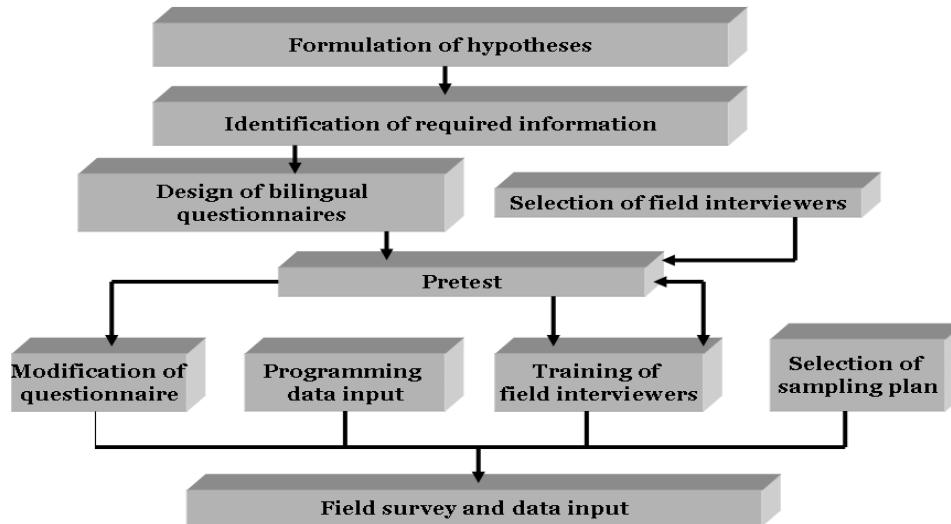 Formulation of hypotheses
Identification of required information
Design of bilingual
questionnaires
Selection of field interviewers
Pretest
Modification of
questionnaire
Programming
data input
Training of
field interviewers
Selection of
sampling plan
Field survey and data input